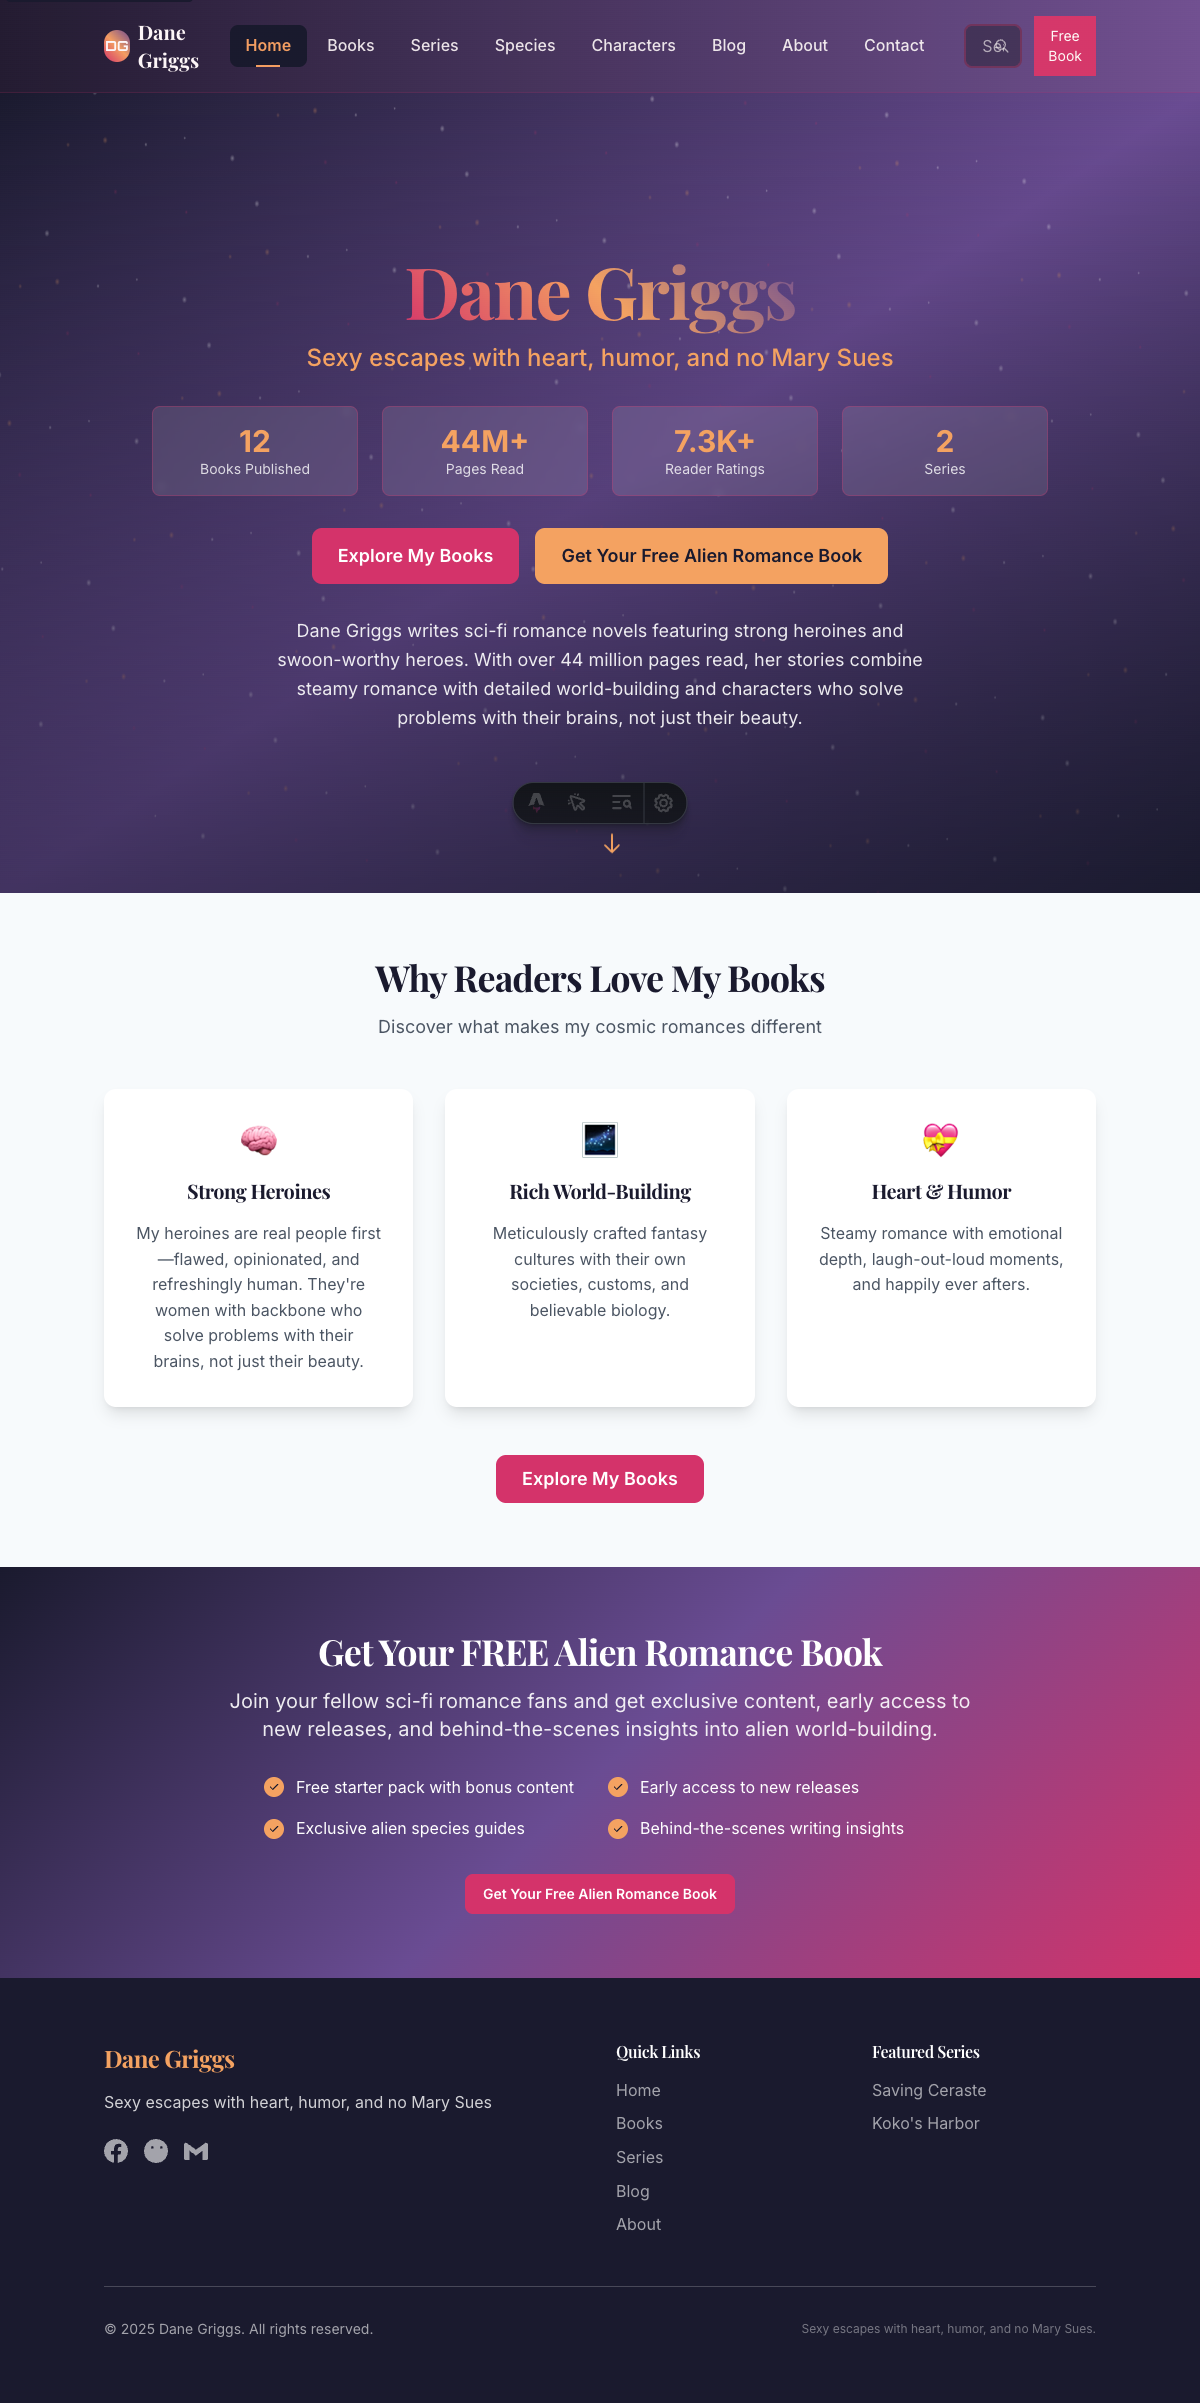 DG
Dane
Griggs
Home
Books
Series
Species
Characters
Blog
About
Contact
Free
Book
Dane Griggs
Sexy escapes with heart, humor, and no Mary Sues
12
Books Published
44M+
Pages Read
7.3K+
Reader Ratings
2
Series
Explore My Books
Get Your Free Alien Romance Book
Dane Griggs writes sci-fi romance novels featuring strong heroines and
swoon-worthy heroes. With over 44 million pages read, her stories combine
steamy romance with detailed world-building and characters who solve
problems with their brains, not just their beauty.
Why Readers Love My Books
Discover what makes my cosmic romances different
Strong Heroines
My heroines are real people first
—flawed, opinionated, and
refreshingly human. They're
women with backbone who
solve problems with their
brains, not just their beauty.
Rich World-Building
Meticulously crafted fantasy
cultures with their own
societies, customs, and
believable biology.
Heart & Humor
Steamy romance with emotional
depth, laugh-out-loud moments,
and happily ever afters.
Explore My Books
Get Your FREE Alien Romance Book
Join your fellow sci-fi romance fans and get exclusive content, early access to
new releases, and behind-the-scenes insights into alien world-building.
Free starter pack with bonus content
Early access to new releases
Exclusive alien species guides
Behind-the-scenes writing insights
Get Your Free Alien Romance Book
Dane Griggs
Sexy escapes with heart, humor, and no Mary Sues
Quick Links
Home
Books
Series
Blog
About
Featured Series
Saving Ceraste
Koko's Harbor
© 2025 Dane Griggs. All rights reserved.
Sexy escapes with heart, humor, and no Mary Sues.